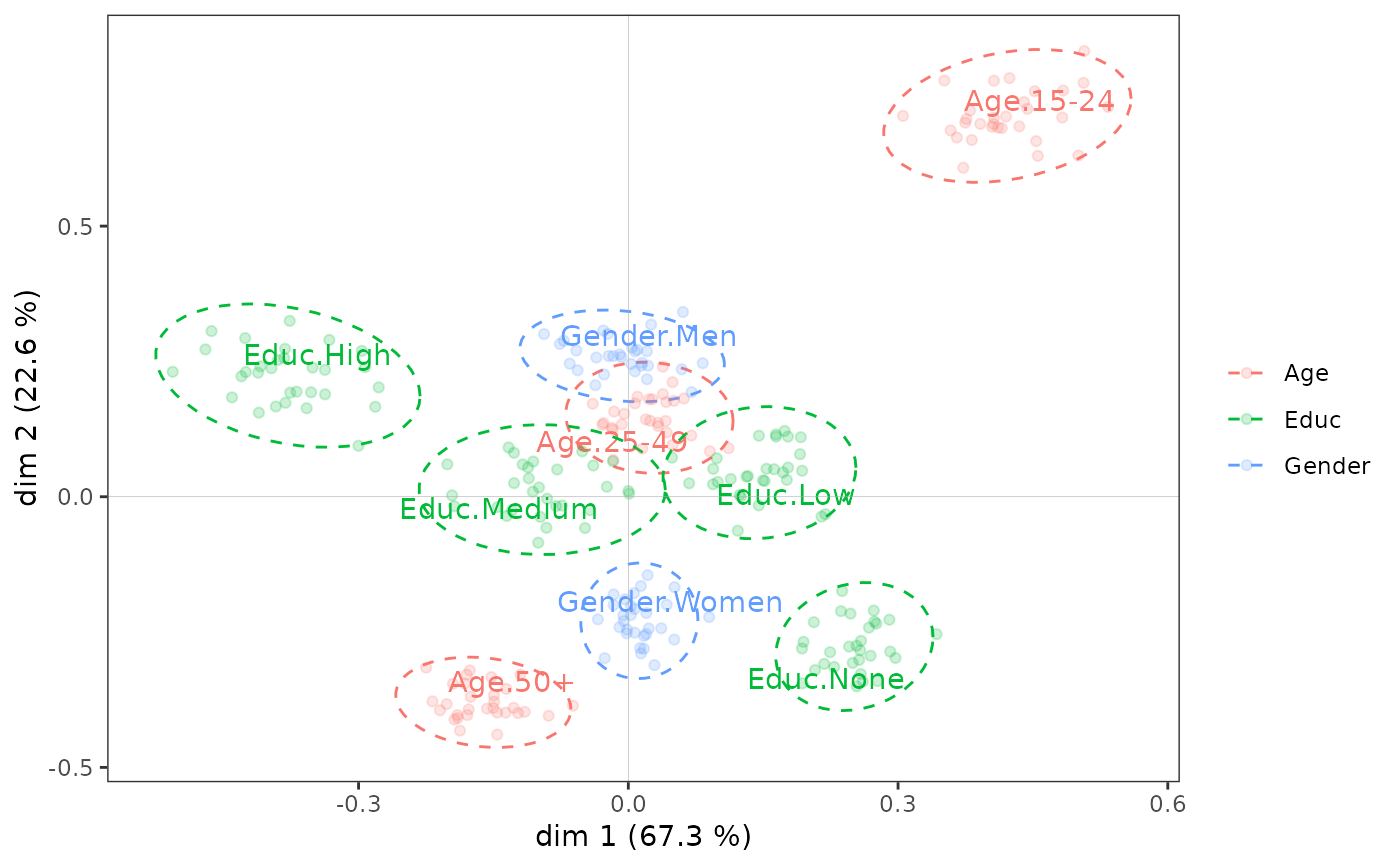 Age.15-24
0.5
Gender.Men
Educ.High
Age
Age.25-49
Educ
Gender
dim 2 (22.6 %)
0.0
Educ.Low
Educ.Medium
Gender.Women
Educ.None
Age.50+
-0.5
-0.3
0.0
0.3
0.6
dim 1 (67.3 %)